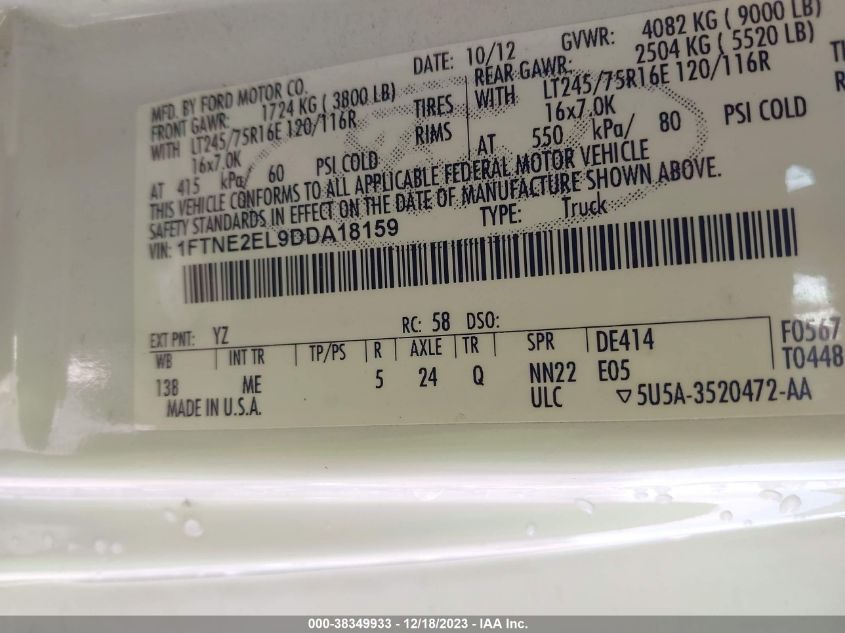 MFD. BY FORD MOTOR CO.
DATE: 10/12
GVWR: 4082 KG ( 9000 LB)
FRONT GAWR: 1724 KG ( 3800 LB)
REAR GAWR: 2504 KG ( 5520 LB)
WITH LT245/75R16E 120/116R TIRES
WITH LT245/75R16E 120/116R
16x7.0K RIMS
16x7.0K
AT 415 kPa/ 60 PSI COLD
AT 550 kPa/ 80 PSI COLD
THIS VEHICLE CONFORMS TO ALL APPLICABLE FEDERAL MOTOR VEHICLE
SAFETY STANDARDS IN EFFECT ON THE DATE OF MANUFACTURE SHOWN ABOVE.
VIN: 1FTNE2EL9DDA18159
TYPE: Truck
EXT PNT: YZ RC: 58 DSO:
WB INT TR TP/PS R AXLE TR SPR DE414 F0567
138 ME 5 24 Q NN22 E05 T0448
MADE IN U.S.A. ULC ▽5U5A-3520472-AA
000-38349933 - 12/18/2023 - IAA Inc.